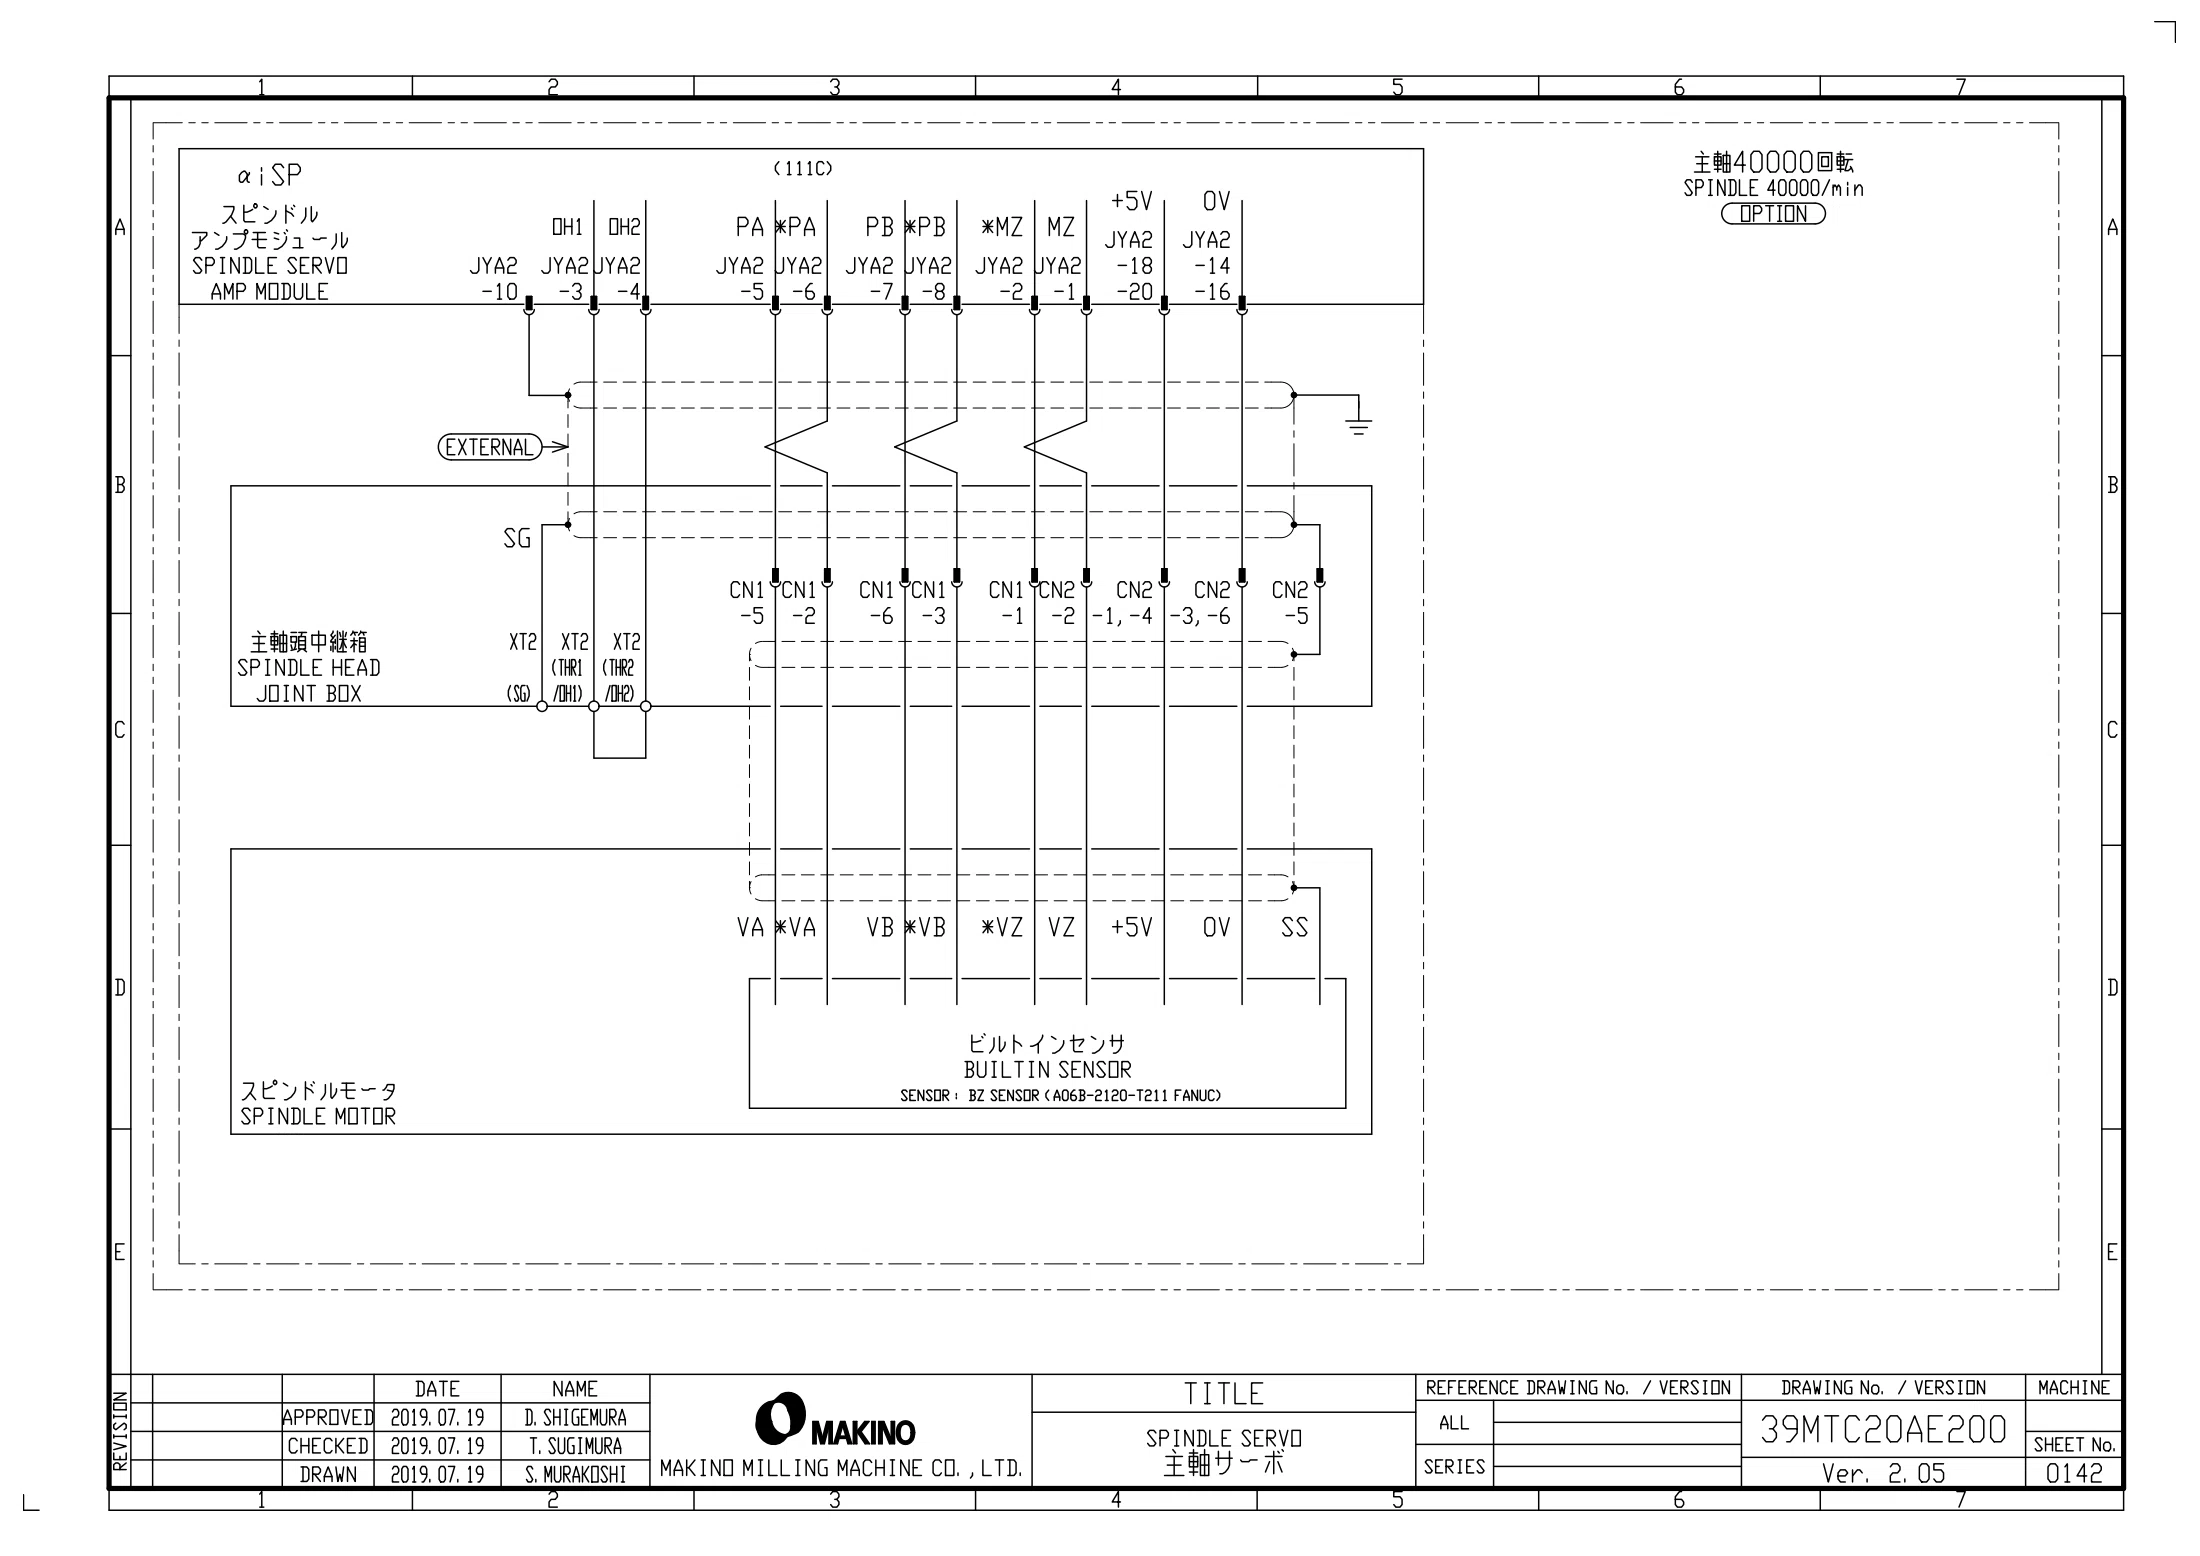 1 2 3 4 5 6 7
αiSP
(111C)
主軸40000回転
SPINDLE 40000/min
OPTION
スピンドル
アンプモジュール
SPINDLE SERVO
AMP MODULE
+5V 0V
OH1 OH2 PA *PA PB *PB *MZ MZ
JYA2 JYA2
JYA2 JYA2 JYA2 JYA2 JYA2 JYA2 JYA2 JYA2 JYA2 -18 -14
-10 -3 -4 -5 -6 -7 -8 -2 -1 -20 -16
A A
EXTERNAL
B B
SG
CN1 CN1 CN1 CN1 CN1 CN2 CN2 CN2 CN2
-5 -2 -6 -3 -1 -2 -1,-4 -3,-6 -5
主軸頭中継箱
SPINDLE HEAD
JOINT BOX
XT2 XT2 XT2
(THR1 (THR2
(SG) /OH1) /OH2)
C C
VA *VA VB *VB *VZ VZ +5V 0V SS
D D
ビルトインセンサ
BUILTIN SENSOR
SENSOR: BZ SENSOR(A06B-2120-T211 FANUC)
スピンドルモータ
SPINDLE MOTOR
E E
REVISION
DATE NAME
APPROVED 2019.07.19 D. SHIGEMURA
CHECKED 2019.07.19 T. SUGIMURA
DRAWN 2019.07.19 S. MURAKOSHI
MAKINO
MAKINO MILLING MACHINE CO.,LTD.
TITLE
SPINDLE SERVO
主軸サーボ
REFERENCE DRAWING No. / VERSION
ALL
SERIES
DRAWING No. / VERSION
39MTC20AE200
Ver. 2.05
MACHINE
SHEET No.
0142
1 2 3 4 5 6 7